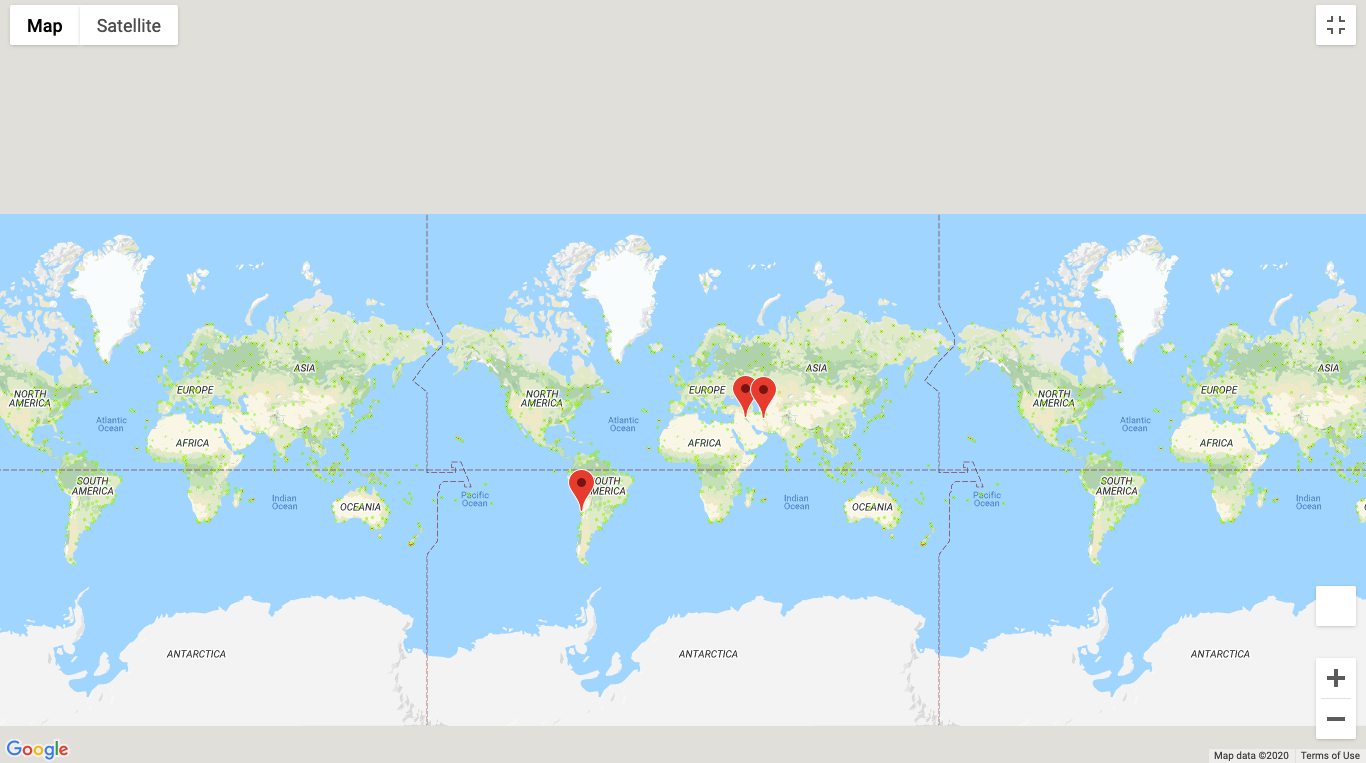 Map Satellite
ASIA ASIA ASIA
EUROPE EUROPE EUROPE
NORTH
AMERICA
NORTH
AMERICA
NORTH
AMERICA
Atlantic
Ocean
Atlantic
Ocean
Atlantic
Ocean
AFRICA AFRICA AFRICA
SOUTH
AMERICA
OUTH
MERICA
SOUTH
AMERICA
Indian
Ocean
Pacific
Ocean
Indian
Ocean
Pacific
Ocean
Indian
Ocean
OCEANIA OCEANIA
ANTARCTICA ANTARCTICA ANTARCTICA
Google
Map data ©2020 Terms of Use